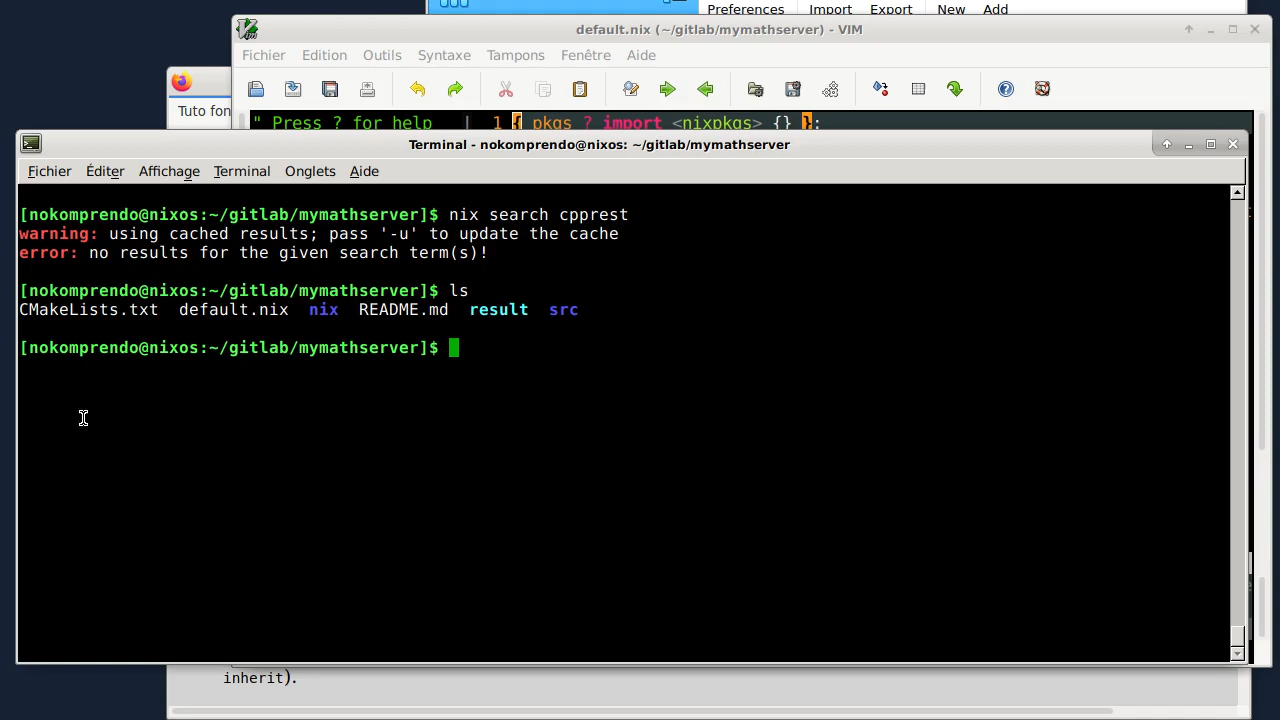 Preferences Import Export New Add
default.nix (~/gitlab/mymathserver) - VIM
Fichier Edition Outils Syntaxe Tampons Fenêtre Aide
Tuto fon
" Press ? for help | 1 { pkgs ? import <nixpkgs> {} }:
Terminal - nokomprendo@nixos: ~/gitlab/mymathserver
Fichier Éditer Affichage Terminal Onglets Aide
[nokomprendo@nixos:~/gitlab/mymathserver]$ nix search cpprest
warning: using cached results; pass '-u' to update the cache
error: no results for the given search term(s)!
[nokomprendo@nixos:~/gitlab/mymathserver]$ ls
CMakeLists.txt default.nix nix README.md result src
[nokomprendo@nixos:~/gitlab/mymathserver]$
inherit).